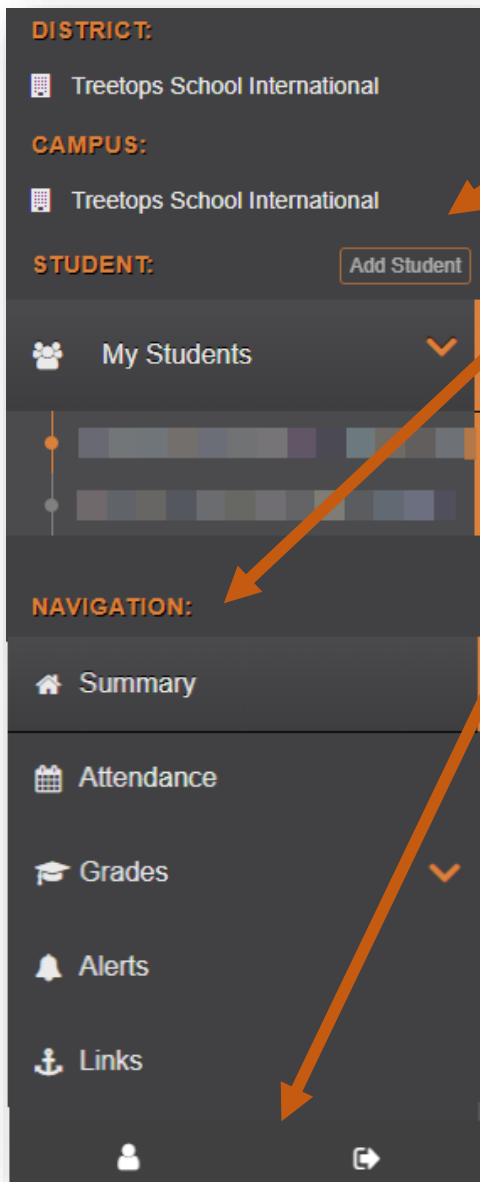 DISTRICT:
Treetops School International
CAMPUS:
Treetops School International
STUDENT: Add Student
My Students
NAVIGATION:
Summary
Attendance
Grades
Alerts
Links